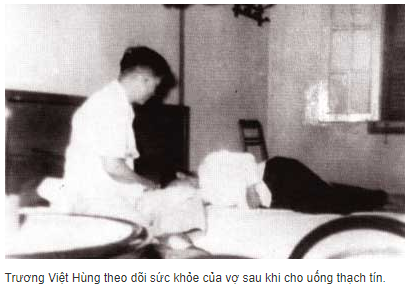 Trương Việt Hùng theo dõi sức khỏe của vợ sau khi cho uống thạch tín.